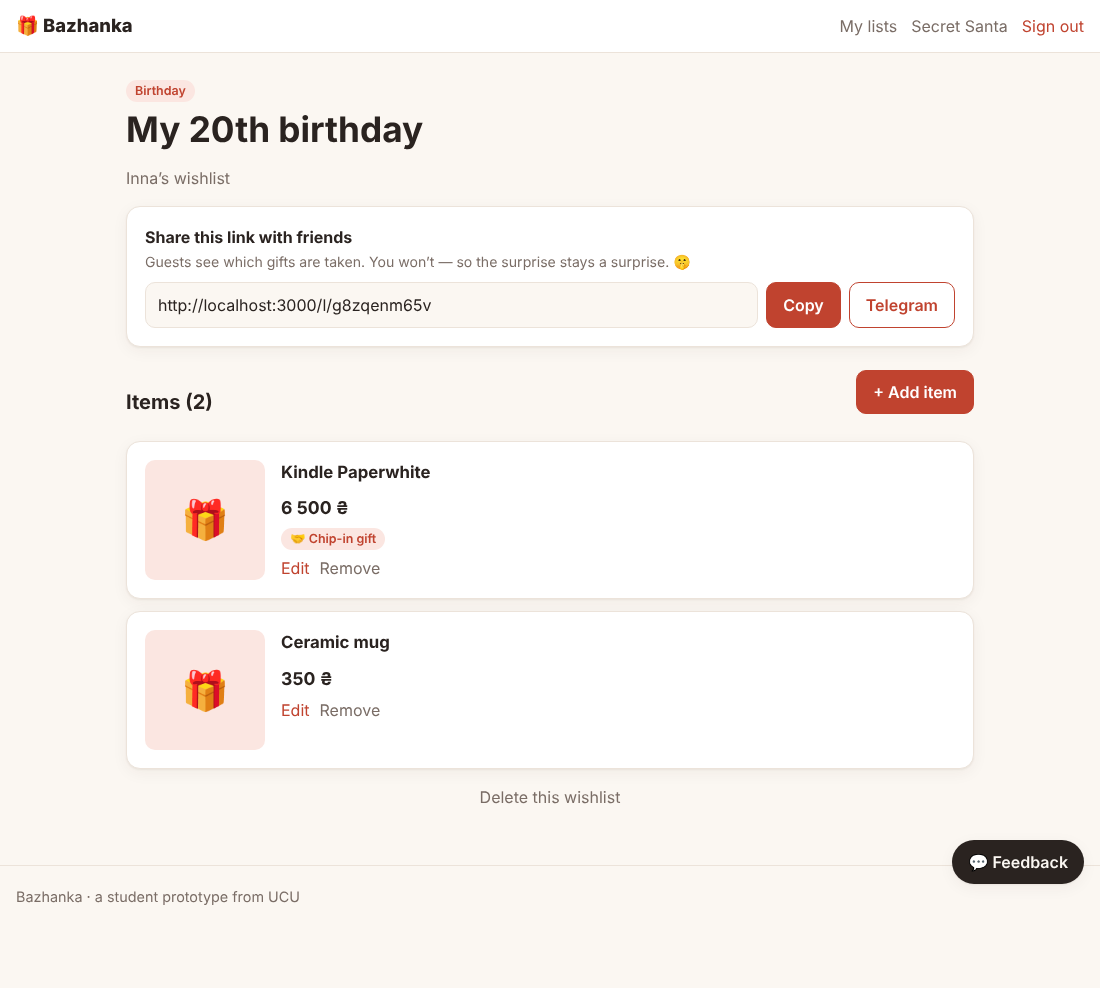 🎁 Bazhanka
My lists Secret Santa Sign out
Birthday
My 20th birthday
Inna’s wishlist
Share this link with friends
Guests see which gifts are taken. You won’t — so the surprise stays a surprise. 🤫
http://localhost:3000/l/g8zqenm65v
Copy
Telegram
Items (2)
+ Add item
Kindle Paperwhite
6 500 ₴
🤝 Chip-in gift
Edit Remove
Ceramic mug
350 ₴
Edit Remove
Delete this wishlist
💬 Feedback
Bazhanka · a student prototype from UCU